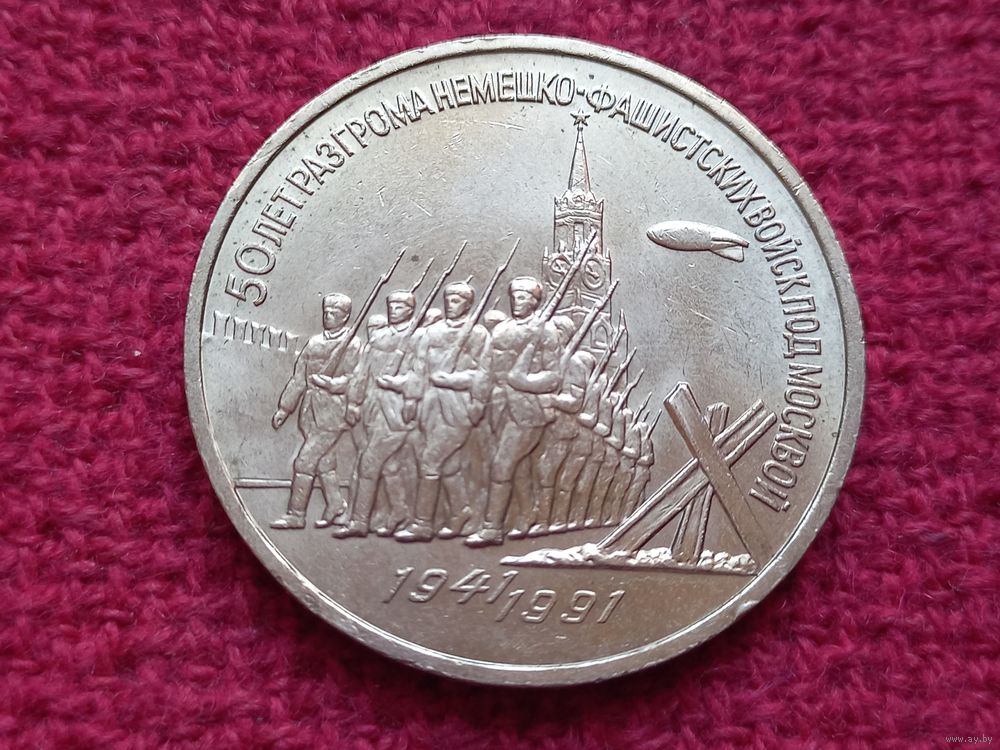 50 ЛЕТ РАЗГРОМА НЕМЕЦКО-ФАШИСТСКИХ ВОЙСК ПОД МОСКВОЙ
1941/1991
www.ay.by